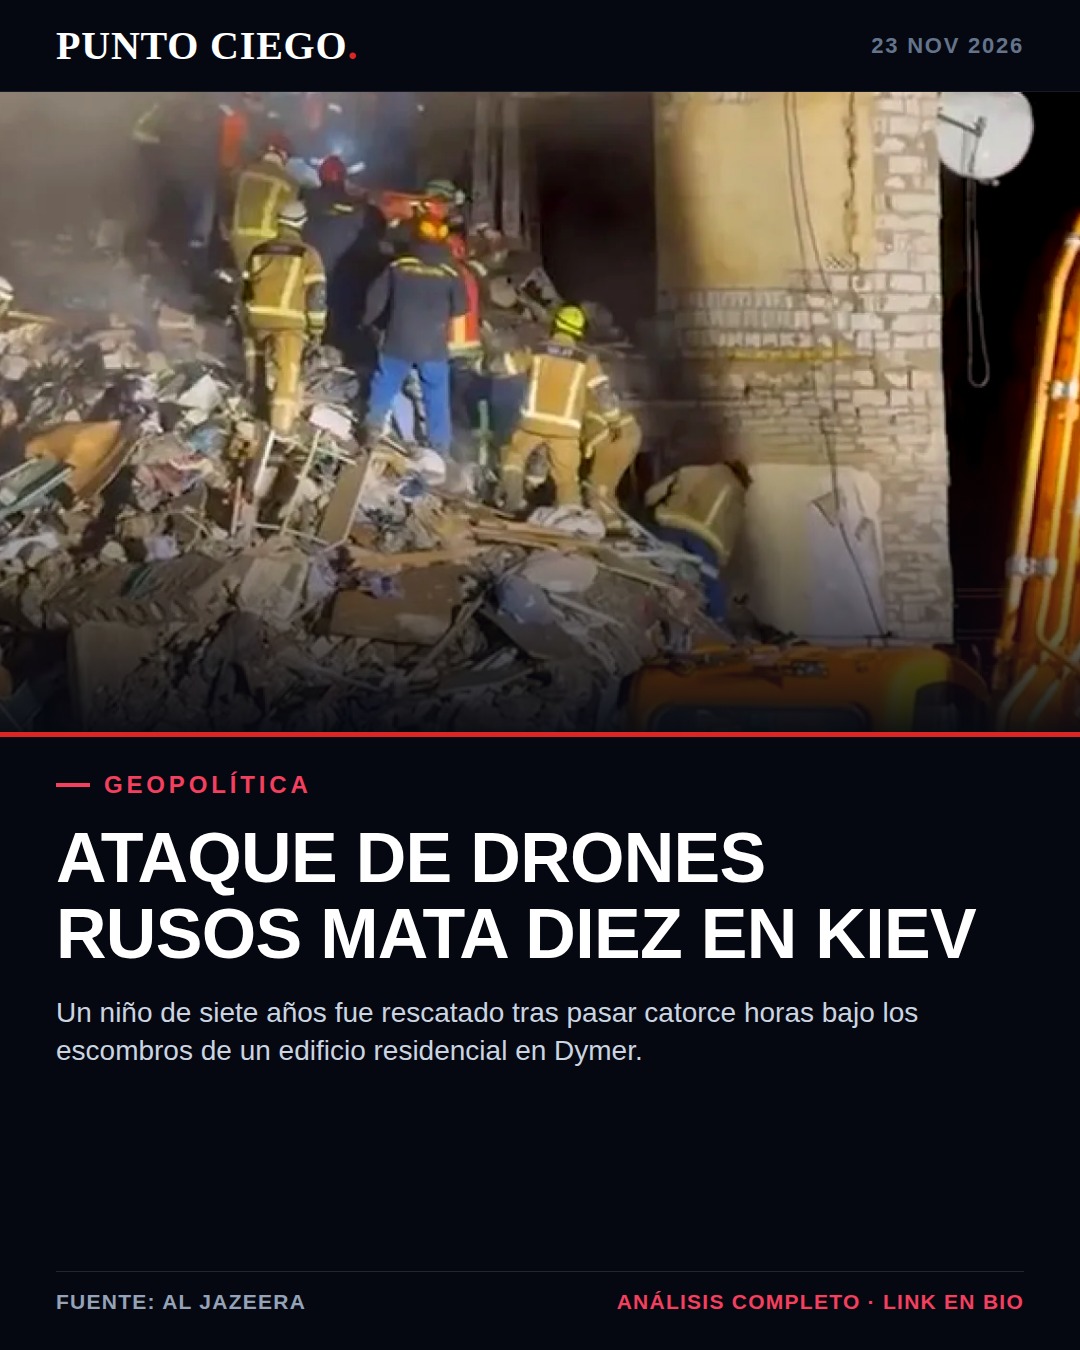 PUNTO CIEGO.
23 NOV 2026
GEOPOLÍTICA
ATAQUE DE DRONES
RUSOS MATA DIEZ EN KIEV
Un niño de siete años fue rescatado tras pasar catorce horas bajo los
escombros de un edificio residencial en Dymer.
FUENTE: AL JAZEERA
ANÁLISIS COMPLETO · LINK EN BIO